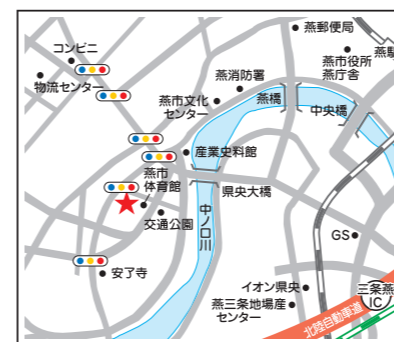 燕郵便局
コンビニ
燕市役所
燕庁舎
燕駅
物流センター
燕消防署
燕市文化
センター
燕橋
中央橋
産業史料館
燕市
体育館
県央大橋
交通公園
中ノ口川
GS
安了寺
イオン県央
燕三条地場産
センター
三条燕
IC
北陸自動車道